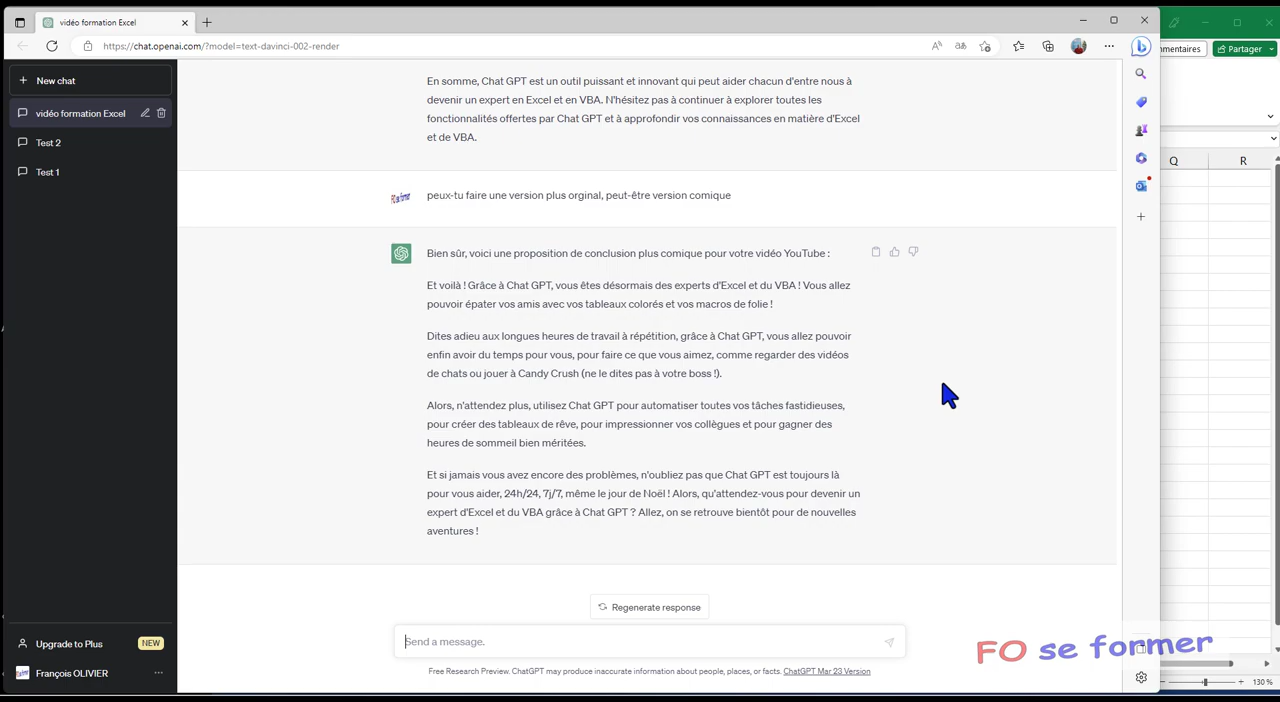 vidéo formation Excel
https://chat.openai.com/?model=text-davinci-002-render
mentaires
Partager
New chat
vidéo formation Excel
Test 2
Test 1
En somme, Chat GPT est un outil puissant et innovant qui peut aider chacun d'entre nous à
devenir un expert en Excel et en VBA. N'hésitez pas à continuer à explorer toutes les
fonctionnalités offertes par Chat GPT et à approfondir vos connaissances en matière d'Excel
et de VBA.
Q R
FO se former
peux-tu faire une version plus orginal, peut-être version comique
Bien sûr, voici une proposition de conclusion plus comique pour votre vidéo YouTube :
Et voilà ! Grâce à Chat GPT, vous êtes désormais des experts d'Excel et du VBA ! Vous allez
pouvoir épater vos amis avec vos tableaux colorés et vos macros de folie !
Dites adieu aux longues heures de travail à répétition, grâce à Chat GPT, vous allez pouvoir
enfin avoir du temps pour vous, pour faire ce que vous aimez, comme regarder des vidéos
de chats ou jouer à Candy Crush (ne le dites pas à votre boss !).
Alors, n'attendez plus, utilisez Chat GPT pour automatiser toutes vos tâches fastidieuses,
pour créer des tableaux de rêve, pour impressionner vos collègues et pour gagner des
heures de sommeil bien méritées.
Et si jamais vous avez encore des problèmes, n'oubliez pas que Chat GPT est toujours là
pour vous aider, 24h/24, 7j/7, même le jour de Noël ! Alors, qu'attendez-vous pour devenir un
expert d'Excel et du VBA grâce à Chat GPT ? Allez, on se retrouve bientôt pour de nouvelles
aventures !
Regenerate response
Send a message.
Free Research Preview. ChatGPT may produce inaccurate information about people, places, or facts. ChatGPT Mar 23 Version
Upgrade to Plus NEW
François OLIVIER
FO se former
130 %